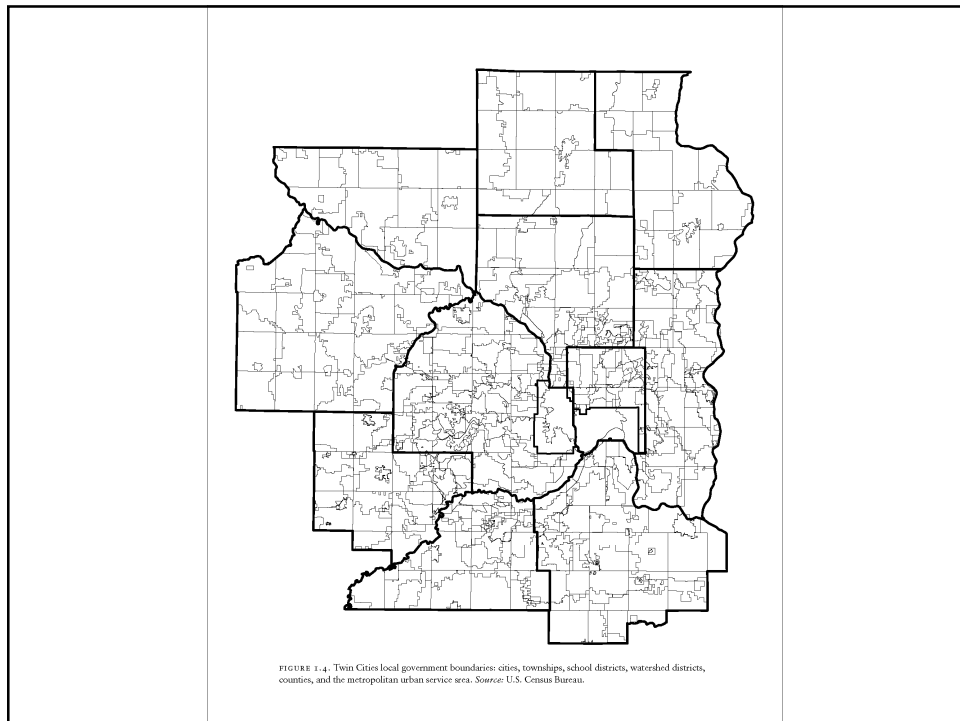 FIGURE 1.4. Twin Cities local government boundaries: cities, townships, school districts, watershed districts,
counties, and the metropolitan urban service srea. Source: U.S. Census Bureau.